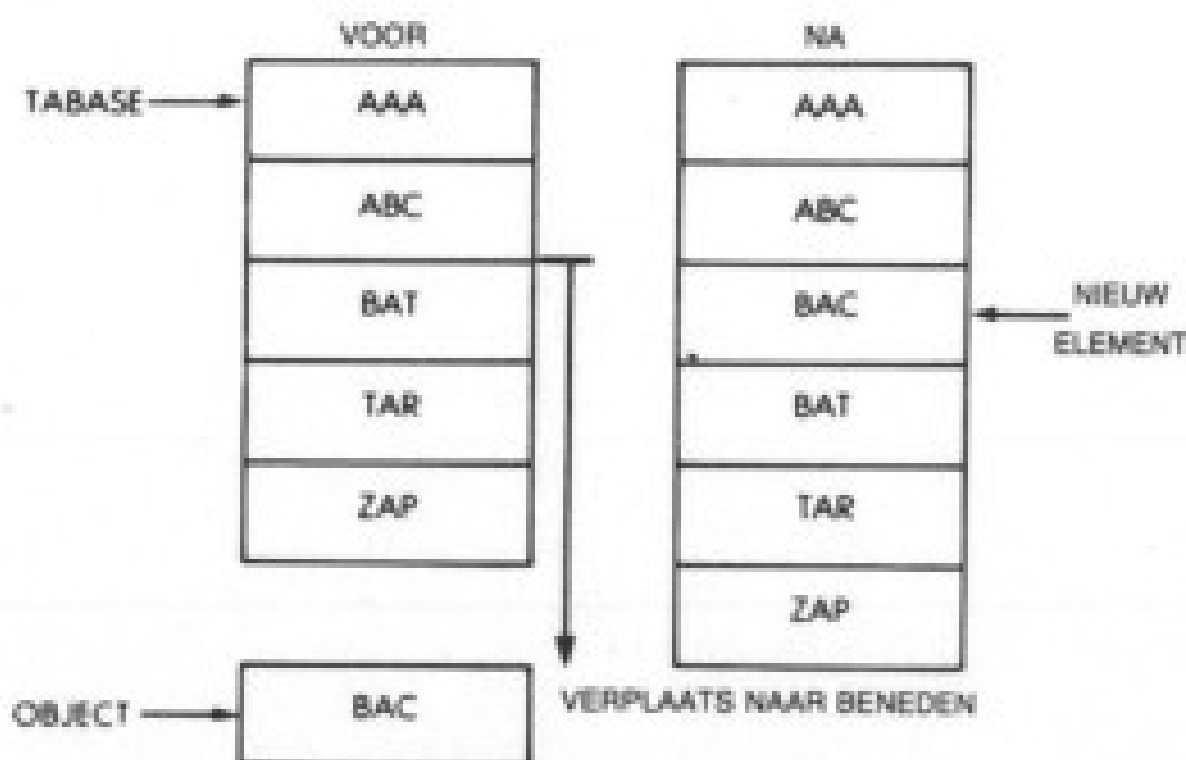 VOOR
TABASE
AAA
ABC
BAT
TAR
ZAP
OBJECT
BAC
VERPLAATS NAAR BENEDEN
NA
AAA
ABC
BAC
BAT
TAR
ZAP
NIEUW
ELEMENT